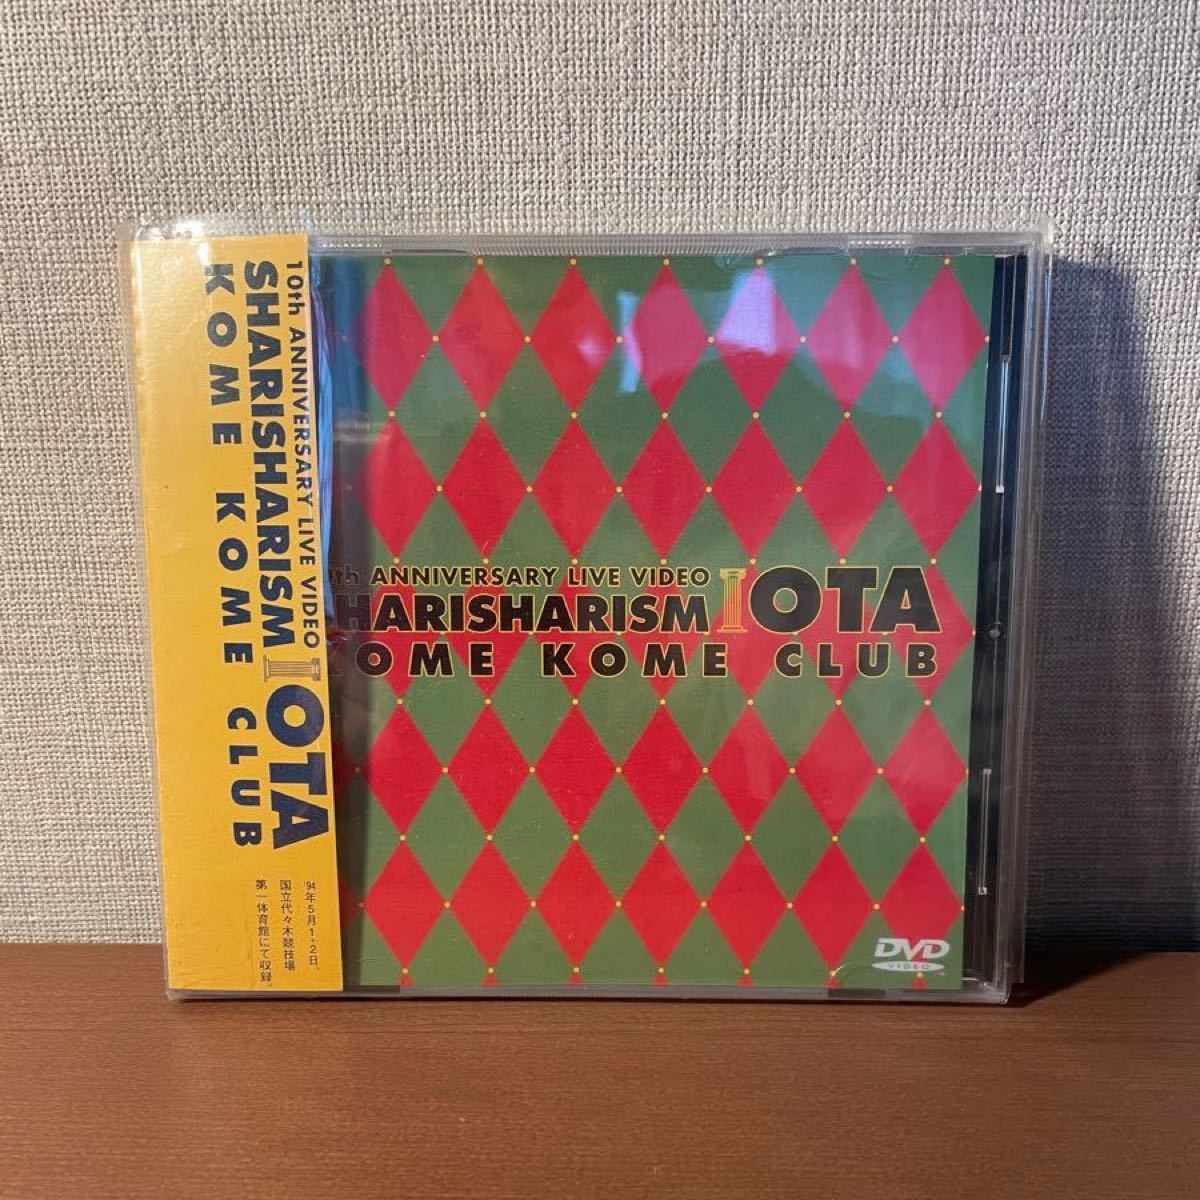 10th ANNIVERSARY LIVE VIDEO
SHARISHARISM IOTA
KOME KOME CLUB
'94年5月1・2日、
国立代々木競技場
第一体育館にて収録。
0th ANNIVERSARY LIVE VIDEO
HARISHARISM IOTA
KOME KOME CLUB
DVD
VIDEO